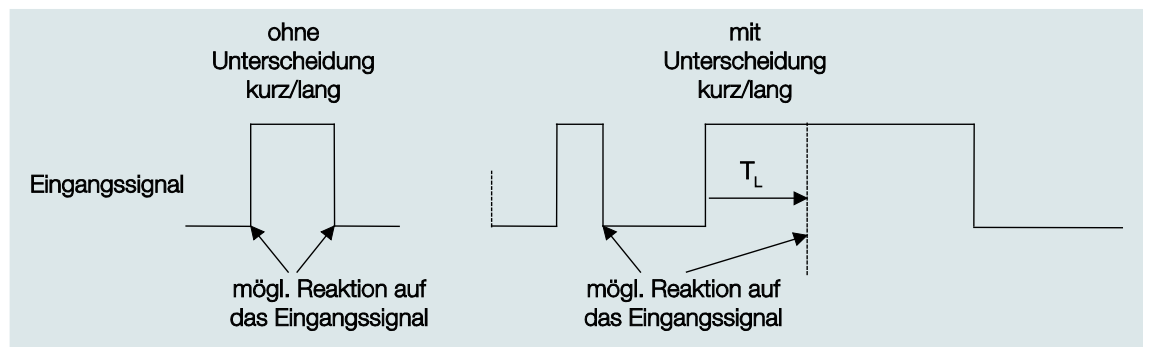 ohne
Unterscheidung
kurz/lang
mit
Unterscheidung
kurz/lang
Eingangssignal
TL
mögl. Reaktion auf
das Eingangssignal
mögl. Reaktion auf
das Eingangssignal